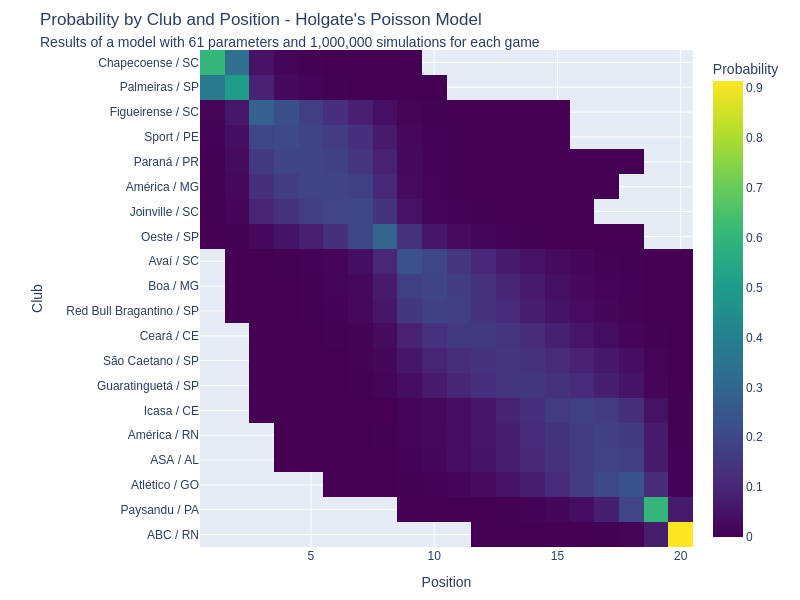 Probability by Club and Position - Holgate's Poisson Model
Results of a model with 61 parameters and 1,000,000 simulations for each game
Probability
Chapecoense / SC
Palmeiras / SP
Figueirense / SC
Sport / PE
Paraná / PR
América / MG
Joinville / SC
Oeste / SP
Avaí / SC
Boa / MG
Red Bull Bragantino / SP
Ceará / CE
São Caetano / SP
Guaratinguetá / SP
Icasa / CE
América / RN
ASA / AL
Atlético / GO
Paysandu / PA
ABC / RN
Club
5 10 15 20
Position
0.9
0.8
0.7
0.6
0.5
0.4
0.3
0.2
0.1
0